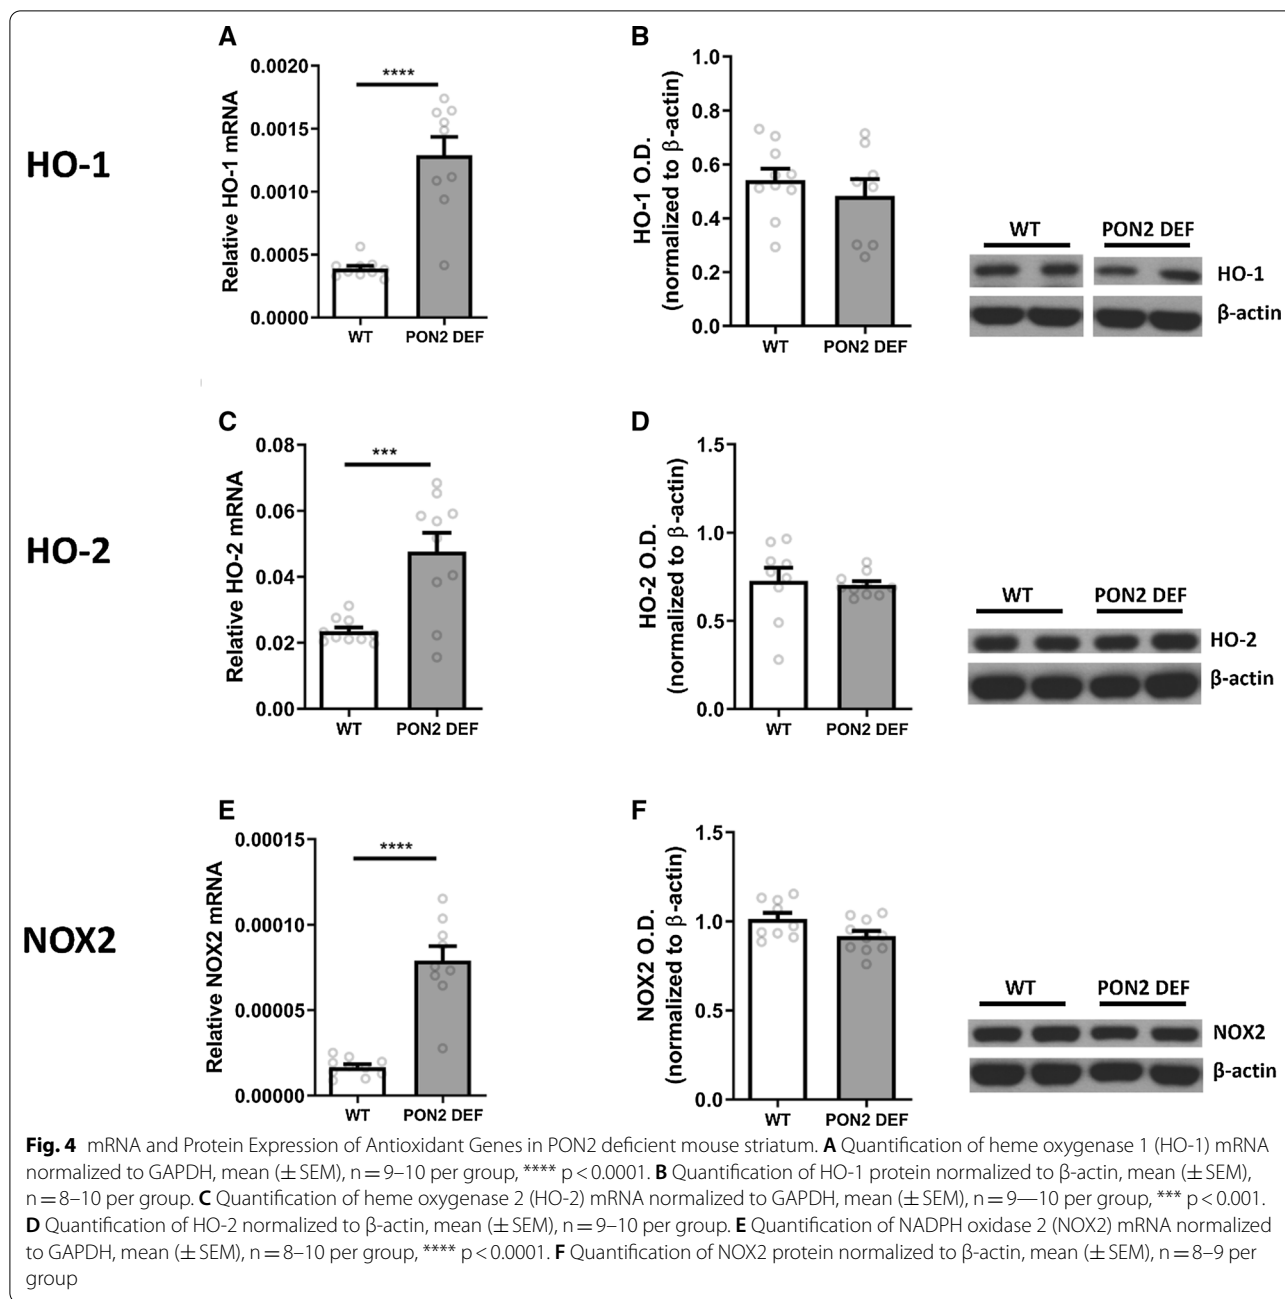 A
Relative HO-1 mRNA
0.0020
0.0015
0.0010
0.0005
0.0000
****
WT
PON2 DEF
HO-1
B
HO-1 O.D.
(normalized to β-actin)
1.0
0.8
0.6
0.4
0.2
0.0
WT
PON2 DEF
WT
PON2 DEF
HO-1
β-actin
C
Relative HO-2 mRNA
0.08
0.06
0.04
0.02
0.00
***
WT
PON2 DEF
HO-2
D
HO-2 O.D.
(normalized to β-actin)
1.5
1.0
0.5
0.0
WT
PON2 DEF
WT
PON2 DEF
HO-2
β-actin
E
Relative NOX2 mRNA
0.00015
0.00010
0.00005
0.00000
****
WT
PON2 DEF
NOX2
F
NOX2 O.D.
(normalized to β-actin)
1.5
1.0
0.5
0.0
WT
PON2 DEF
WT
PON2 DEF
NOX2
β-actin
Fig. 4 mRNA and Protein Expression of Antioxidant Genes in PON2 deficient mouse striatum. A Quantification of heme oxygenase 1 (HO-1) mRNA
normalized to GAPDH, mean (± SEM), n = 9–10 per group, **** p < 0.0001. B Quantification of HO-1 protein normalized to β-actin, mean (± SEM),
n = 8–10 per group. C Quantification of heme oxygenase 2 (HO-2) mRNA normalized to GAPDH, mean (± SEM), n = 9—10 per group, *** p < 0.001.
D Quantification of HO-2 normalized to β-actin, mean (± SEM), n = 9–10 per group. E Quantification of NADPH oxidase 2 (NOX2) mRNA normalized
to GAPDH, mean (± SEM), n = 8–10 per group, **** p < 0.0001. F Quantification of NOX2 protein normalized to β-actin, mean (± SEM), n = 8–9 per
group